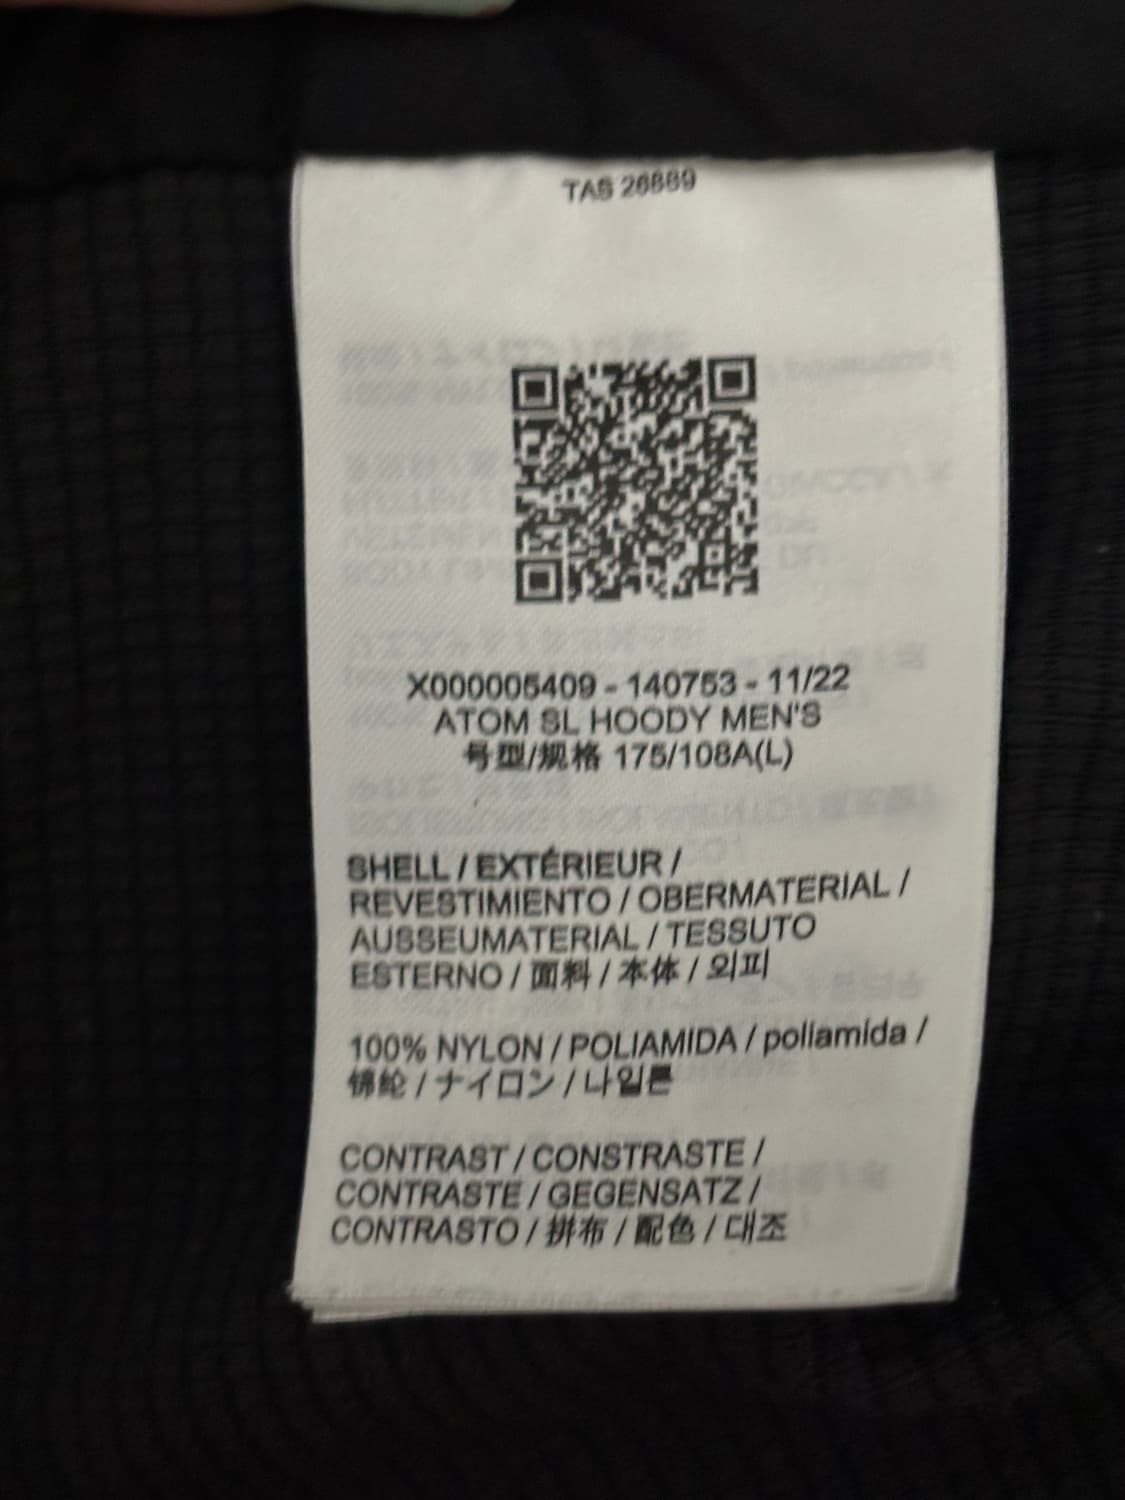 TAS 26889
X000005409 - 140753 - 11/22
ATOM SL HOODY MEN'S
号型/规格 175/108A(L)
SHELL / EXTÉRIEUR /
REVESTIMIENTO / OBERMATERIAL /
AUSSEUMATERIAL / TESSUTO
ESTERNO / 面料 / 本体 / 외피
100% NYLON / POLIAMIDA / poliamida /
锦纶 / ナイロン / 나일론
CONTRAST / CONSTRASTE /
CONTRASTE / GEGENSATZ /
CONTRASTO / 拼布 / 配色 / 대조